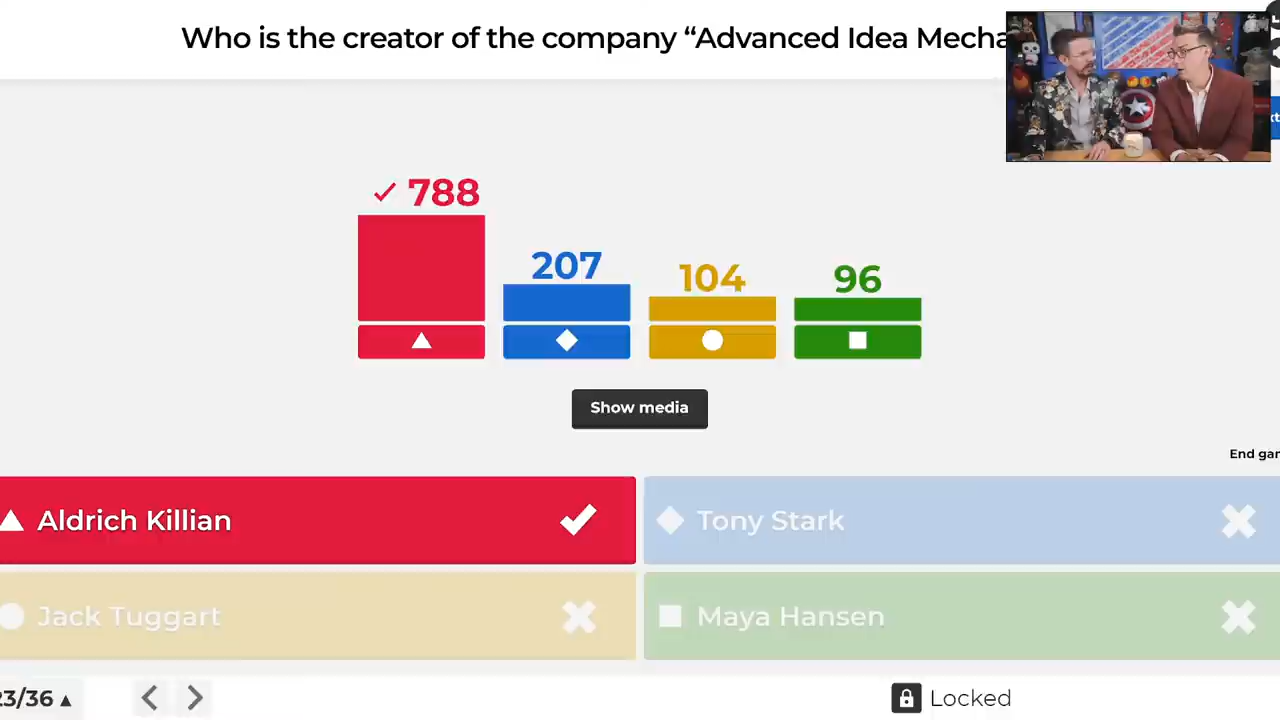 Who is the creator of the company “Advanced Idea Mecha
788
207
104
96
Show media
End gar
Aldrich Killian
Tony Stark
Jack Tuggart
Maya Hansen
23/36
Locked